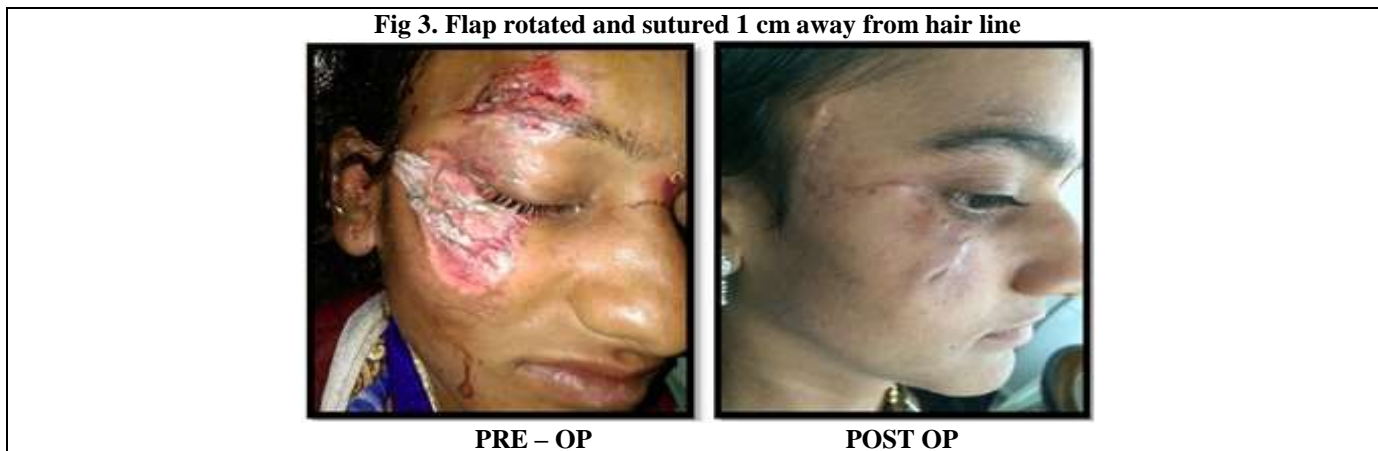 Fig 3. Flap rotated and sutured 1 cm away from hair line
PRE – OP
POST OP